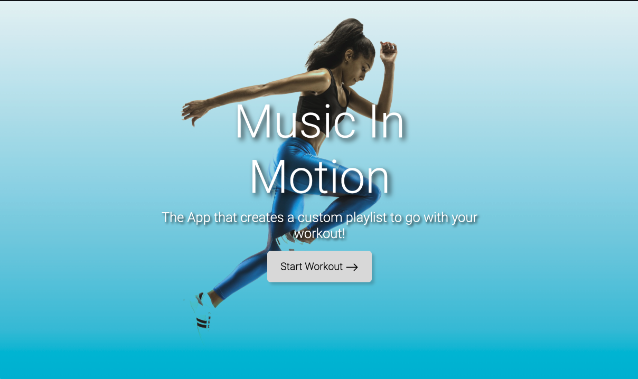 Music In
Motion
The App that creates a custom playlist to go with your
workout!
Start Workout →